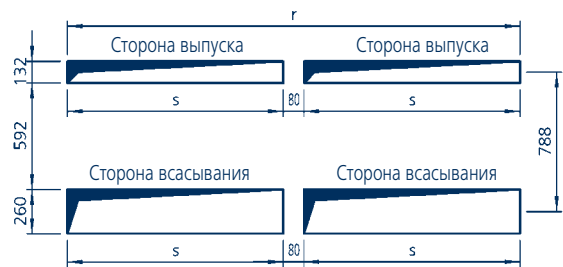 r
Сторона выпуска Сторона выпуска
132
s 80 s
592
788
Сторона всасывания Сторона всасывания
260
s 80 s